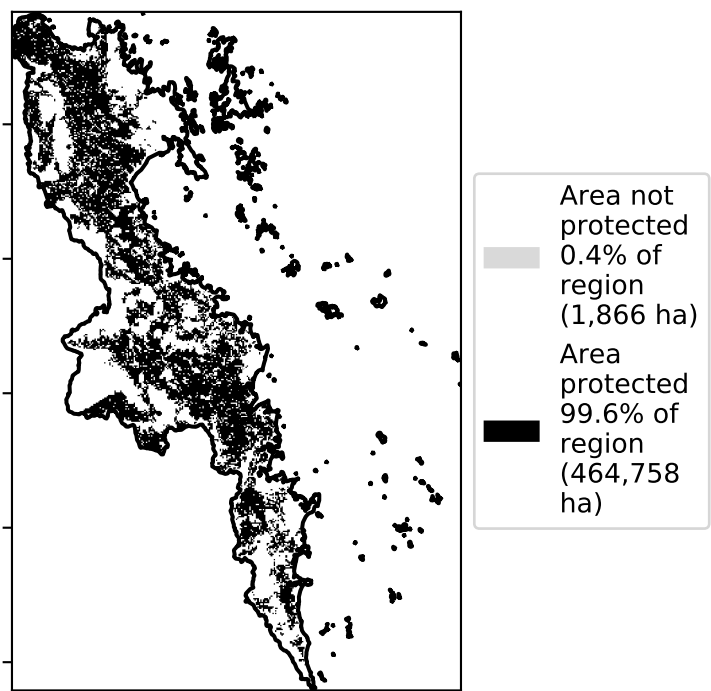 Area not
protected
0.4% of
region
(1,866 ha)
Area
protected
99.6% of
region
(464,758
ha)